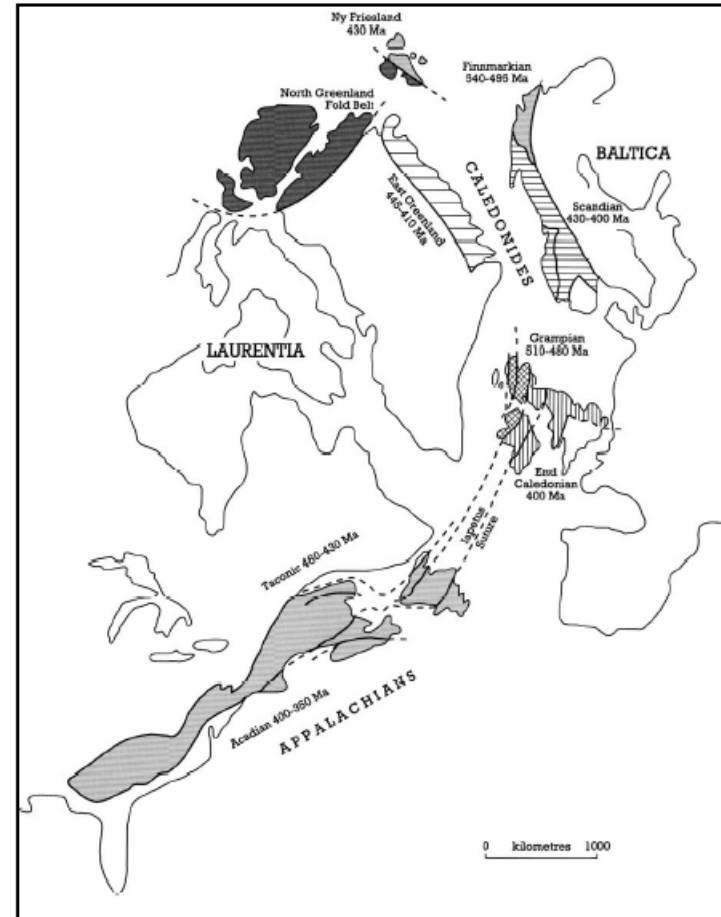 Ny Friesland
430 Ma
Finnmarkian
540-495 Ma
North Greenland
Fold Belt
BALTICA
East Greenland
445-410 Ma
CALEDONIDES
Scandian
430-400 Ma
LAURENTIA
Grampian
510-480 Ma
End
Caledonian
400 Ma
Iapetus
Suture
Taconic 480-430 Ma
Acadian 400-380 Ma
APPALACHIANS
0 kilometres 1000